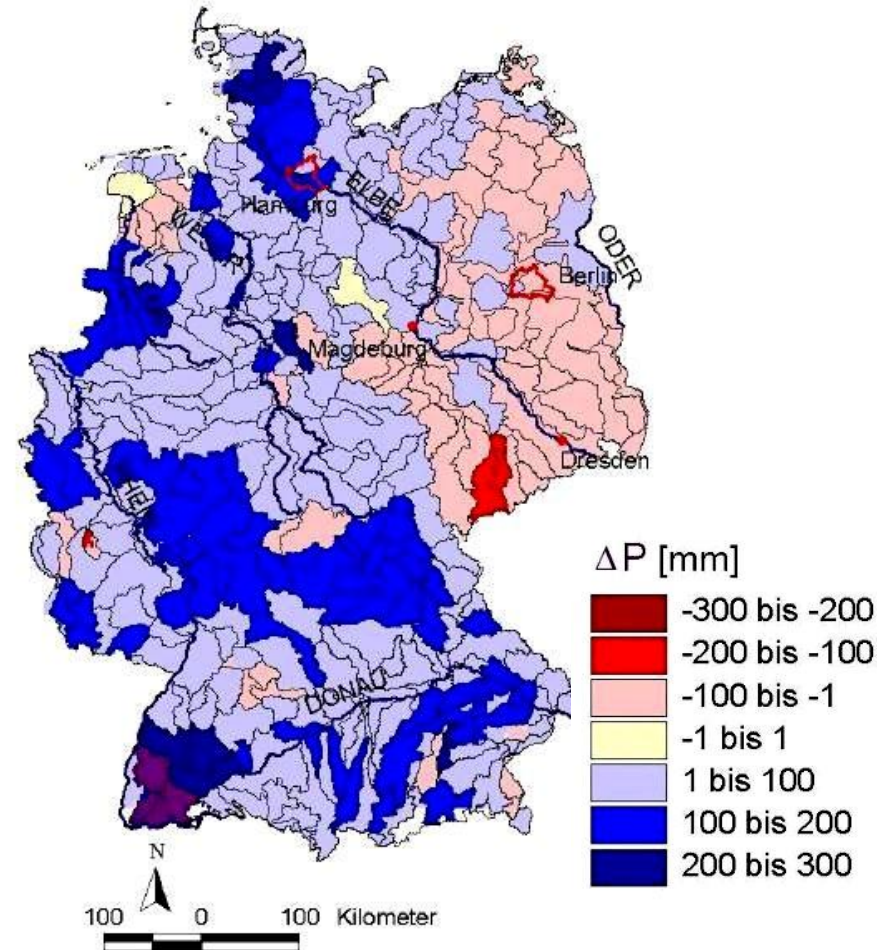 Hamburg
ELBE
WESER
ODER
Berlin
Magdeburg
Dresden
DONAU
ΔP [mm]
-300 bis -200
-200 bis -100
-100 bis -1
-1 bis 1
1 bis 100
100 bis 200
200 bis 300
N
100 0 100 Kilometer